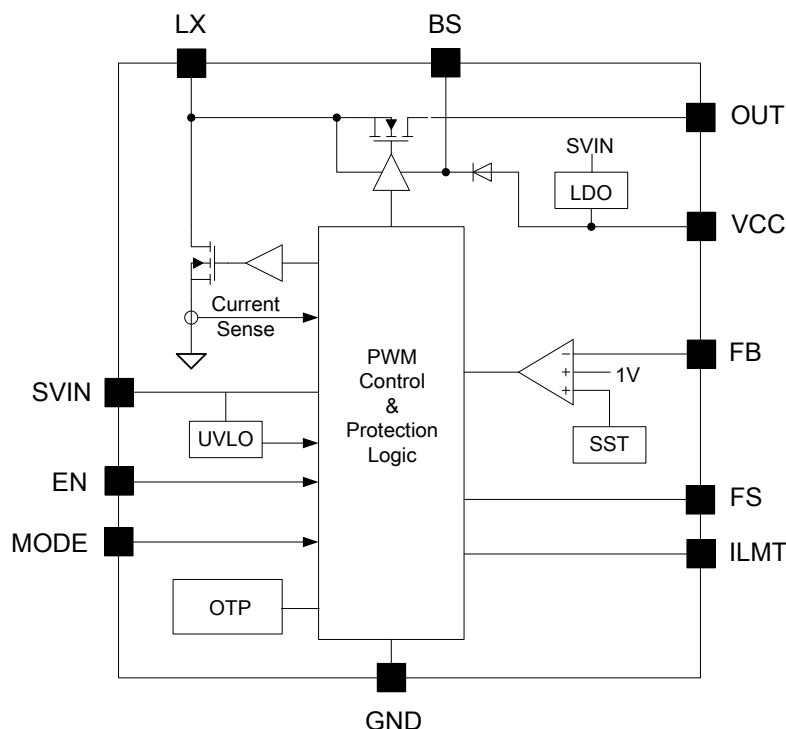 LX
BS
OUT
SVIN
LDO
VCC
Current
Sense
PWM
Control
&
Protection
Logic
−
+
+
1V
FB
SVIN
UVLO
SST
EN
FS
MODE
ILMT
OTP
GND